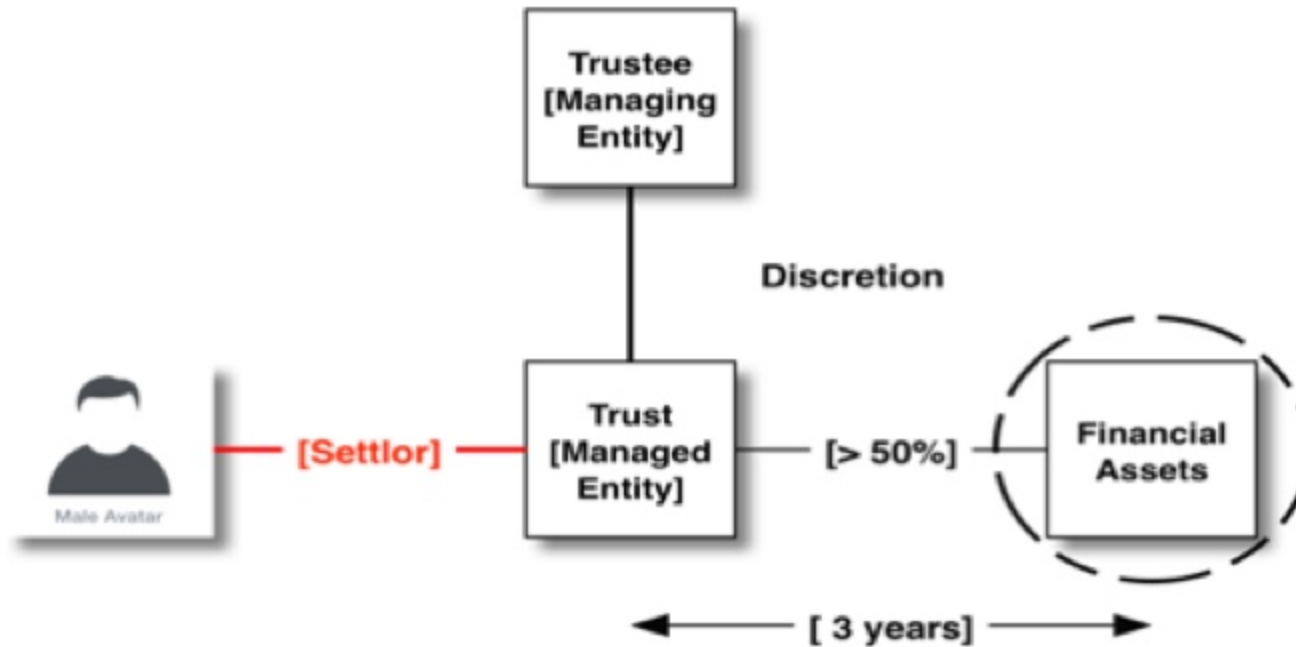 Trustee
[Managing
Entity]
Discretion
Male Avatar
[Settlor]
Trust
[Managed
Entity]
[> 50%]
Financial
Assets
[ 3 years]